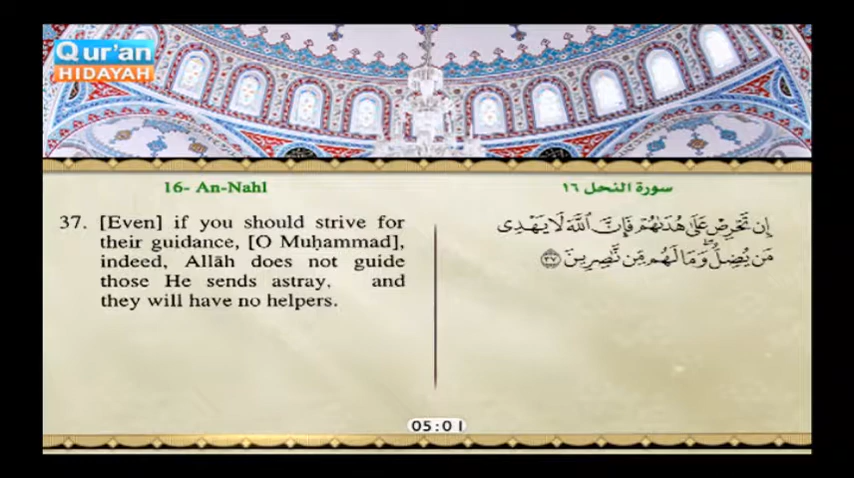 Qur'an
HIDAYAH
16- An-Nahl
37. [Even] if you should strive for
their guidance, [O Muḥammad],
indeed, Allāh does not guide
those He sends astray, and
they will have no helpers.
سورة النحل ١٦
إِن تَحْرِصْ عَلَىٰ هُدَىٰهُمْ فَإِنَّ ٱللَّهَ لَا يَهْدِى
مَن يُضِلُّ ۖ وَمَا لَهُم مِّن نَّٰصِرِينَ ٣٧
05:01